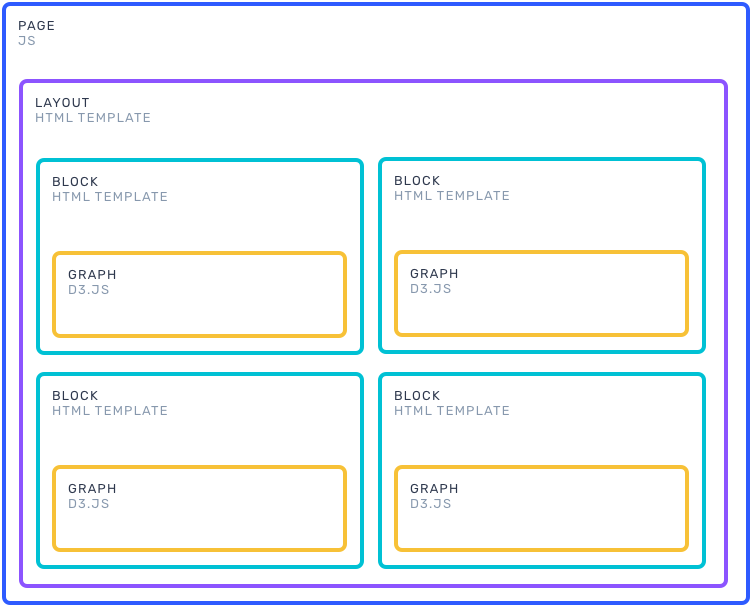 PAGE
JS
LAYOUT
HTML TEMPLATE
BLOCK
HTML TEMPLATE
GRAPH
D3.JS
BLOCK
HTML TEMPLATE
GRAPH
D3.JS
BLOCK
HTML TEMPLATE
GRAPH
D3.JS
BLOCK
HTML TEMPLATE
GRAPH
D3.JS